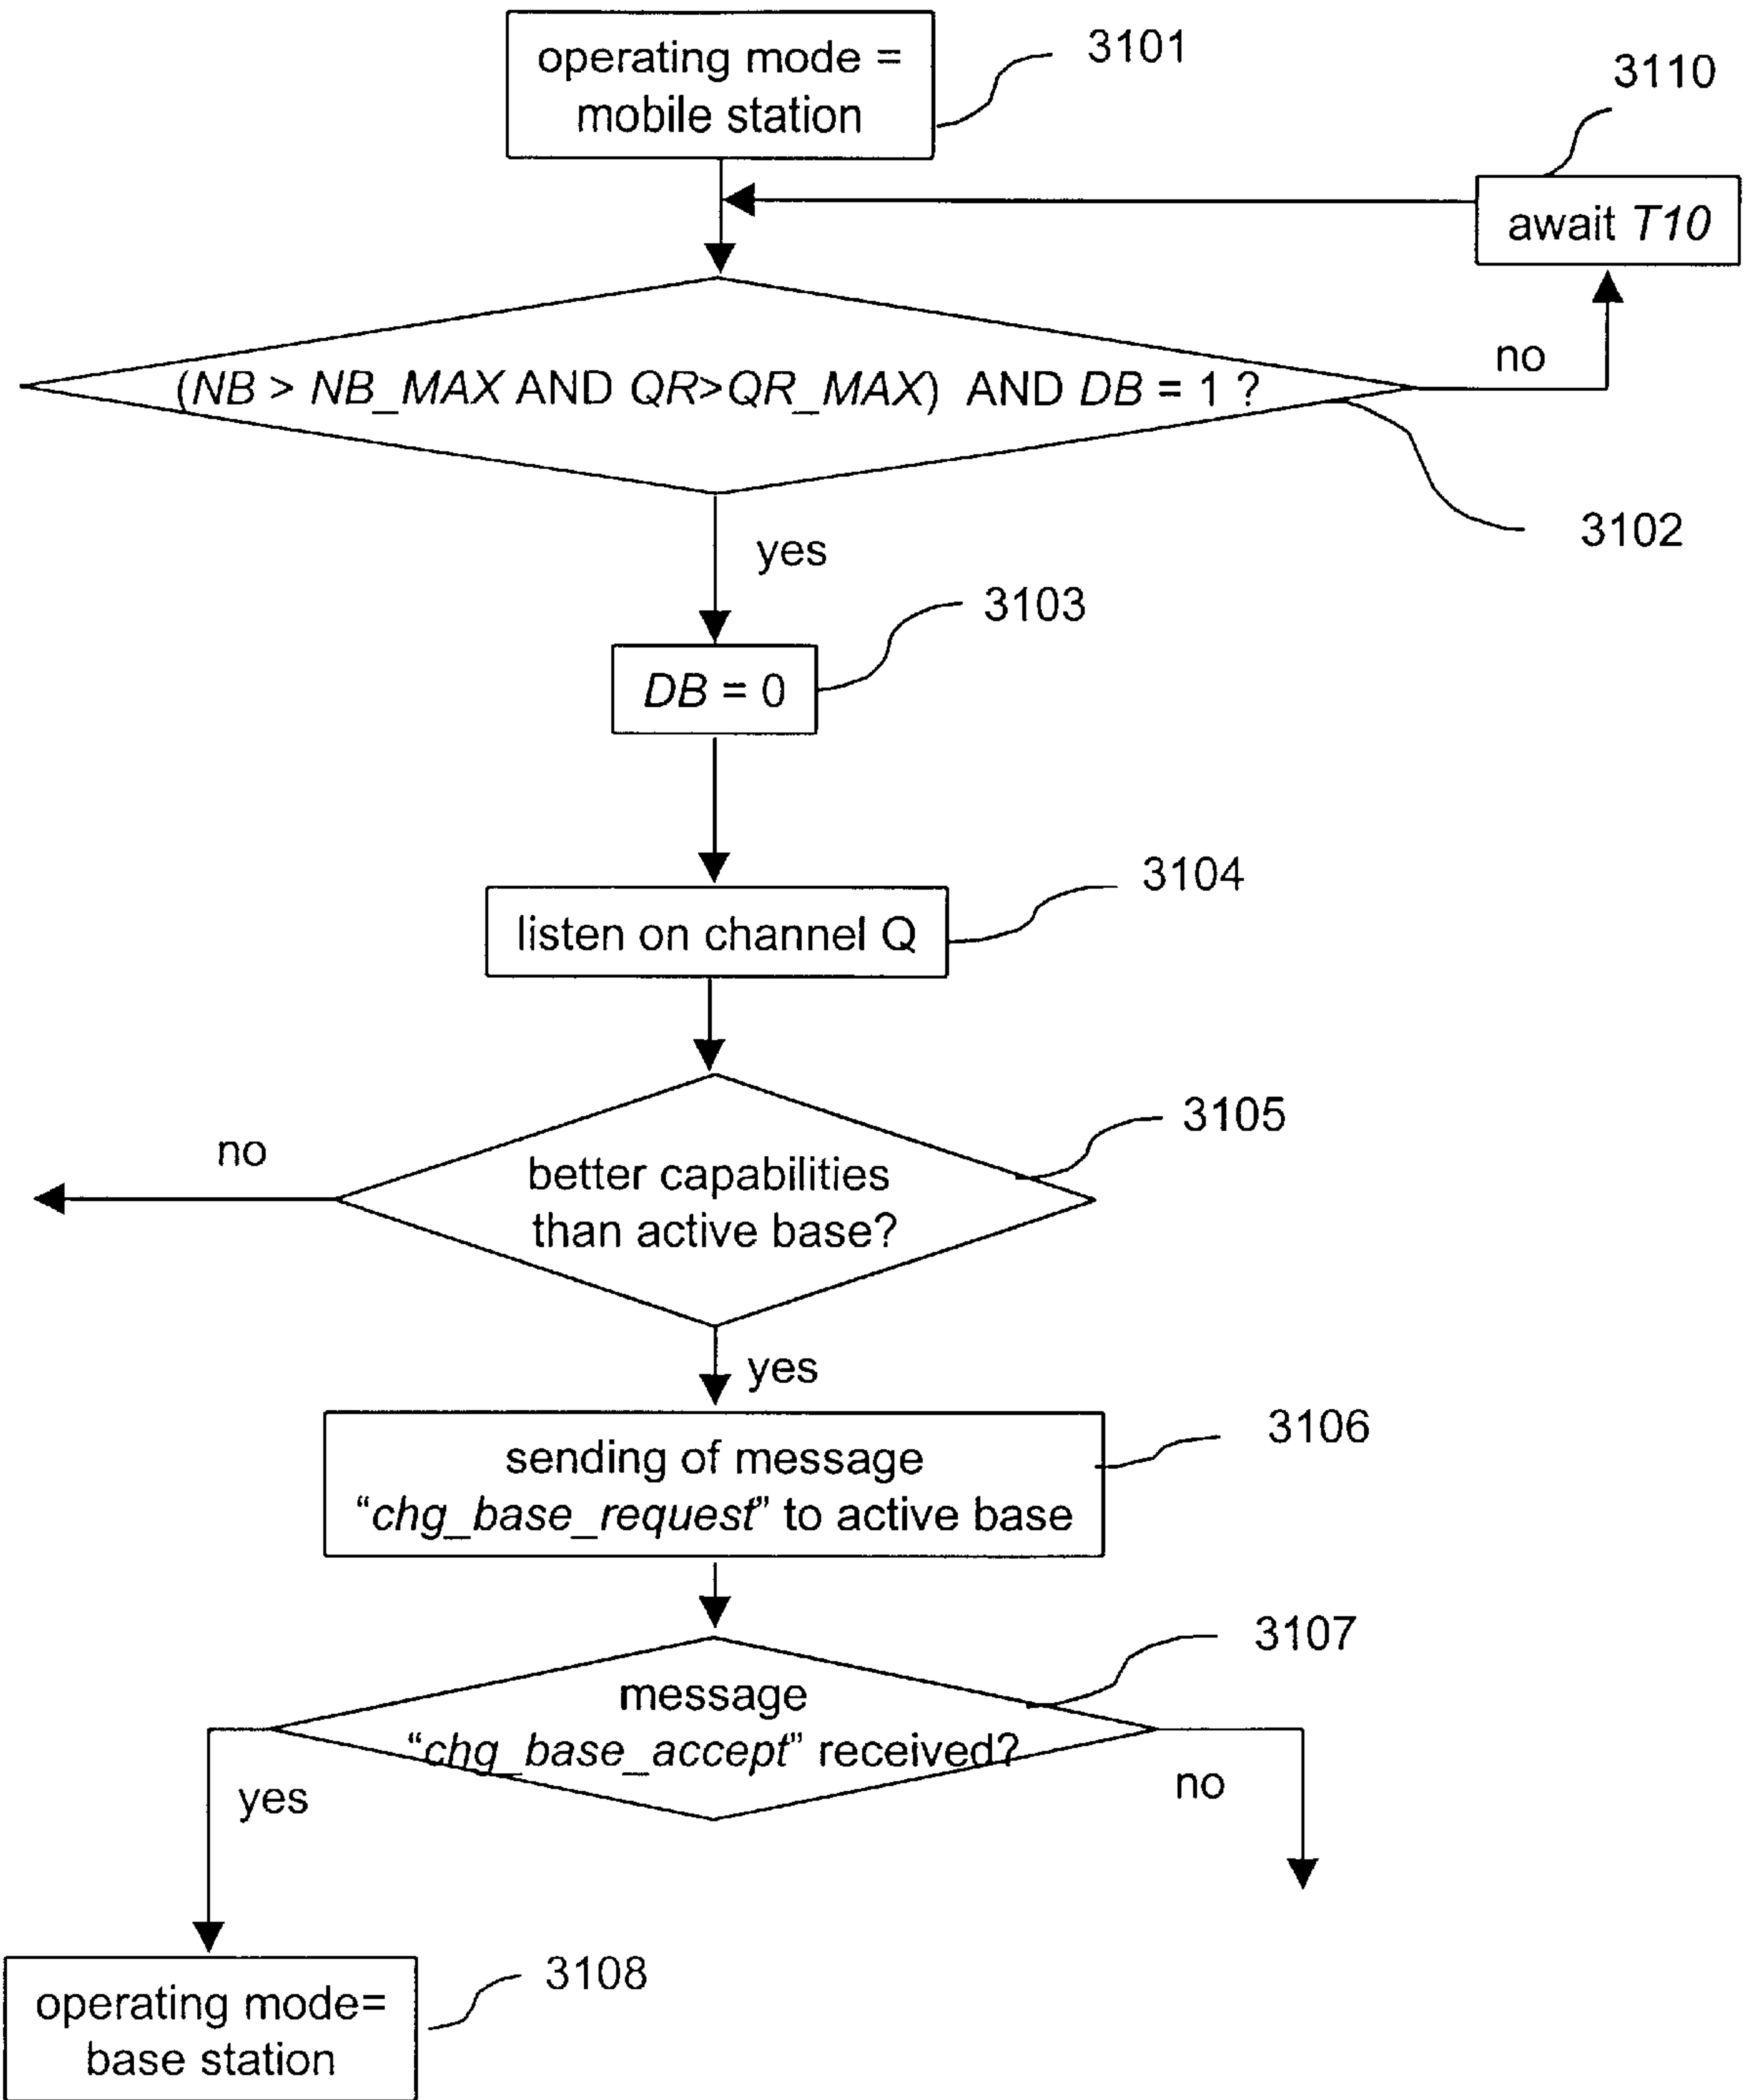 operating mode =
mobile station
3101
3110
await T10
(NB > NB_MAX AND QR>QR_MAX) AND DB = 1 ?
no
3102
yes
3103
DB = 0
3104
listen on channel Q
3105
no
better capabilities
than active base?
yes
3106
sending of message
“chg_base_request” to active base
3107
message
“chg_base_accept” received?
yes
no
3108
operating mode=
base station